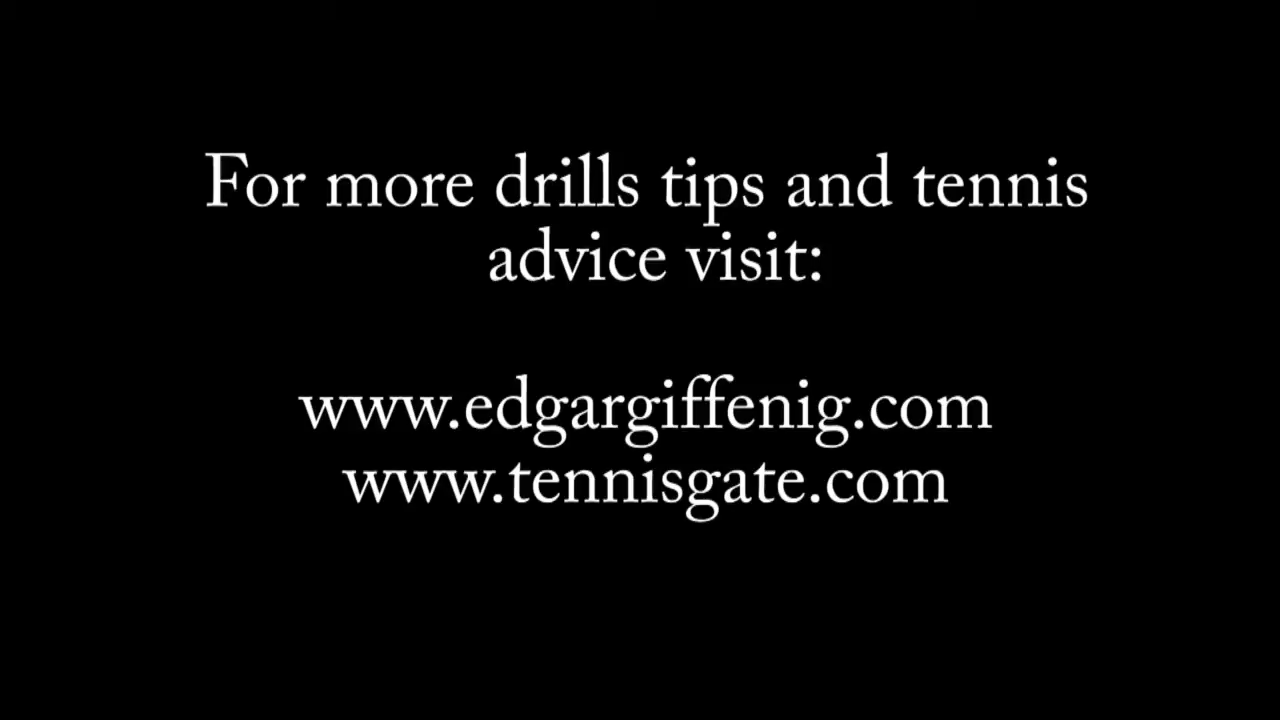 For more drills tips and tennis
advice visit:
www.edgargiffenig.com
www.tennisgate.com